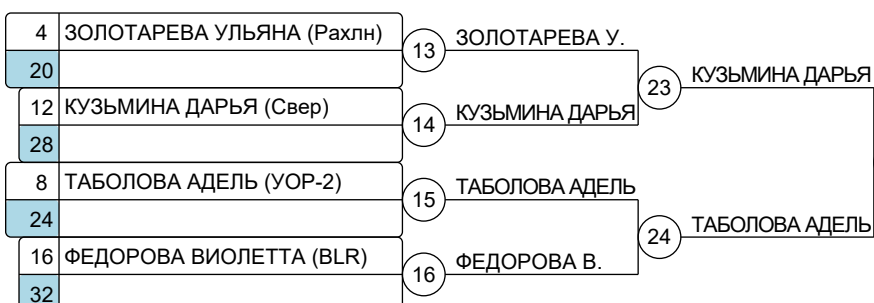 4 ЗОЛОТАРЕВА УЛЬЯНА (Рахлн)
13 ЗОЛОТАРЕВА У.
20
23 КУЗЬМИНА ДАРЬЯ
12 КУЗЬМИНА ДАРЬЯ (Свер)
14 КУЗЬМИНА ДАРЬЯ
28
8 ТАБОЛОВА АДЕЛЬ (УОР-2)
15 ТАБОЛОВА АДЕЛЬ
24
24 ТАБОЛОВА АДЕЛЬ
16 ФЕДОРОВА ВИОЛЕТТА (BLR)
16 ФЕДОРОВА В.
32